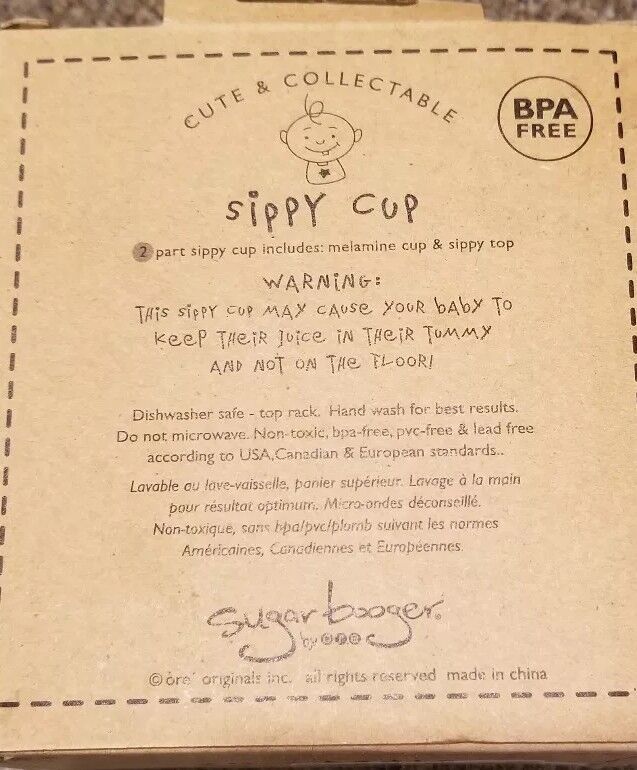 CUTE & COLLECTABLE
BPA
FREE
SiPPY CUP
2 part sippy cup includes: melamine cup & sippy top
WARNiNG:
THiS SiPPY CUP MAY CAUSE YOUR bAbY TO
KeeP THeiR JUiCe iN THeiR TUMMY
AND NOT ON THe FLOOR!
Dishwasher safe - top rack. Hand wash for best results.
Do not microwave. Non-toxic, bpa-free, pvc-free & lead free
according to USA,Canadian & European standards..
Lavable au lave-vaisselle, panier supérieur. Lavage à la main
pour résultat optimum. Micro-ondes déconseillé.
Non-toxique, sans bpa/pvc/plomb suivant les normes
Américaines, Canadiennes et Européennes.
sugarbooger.
by ore
© ore' originals inc. all rights reserved made in china